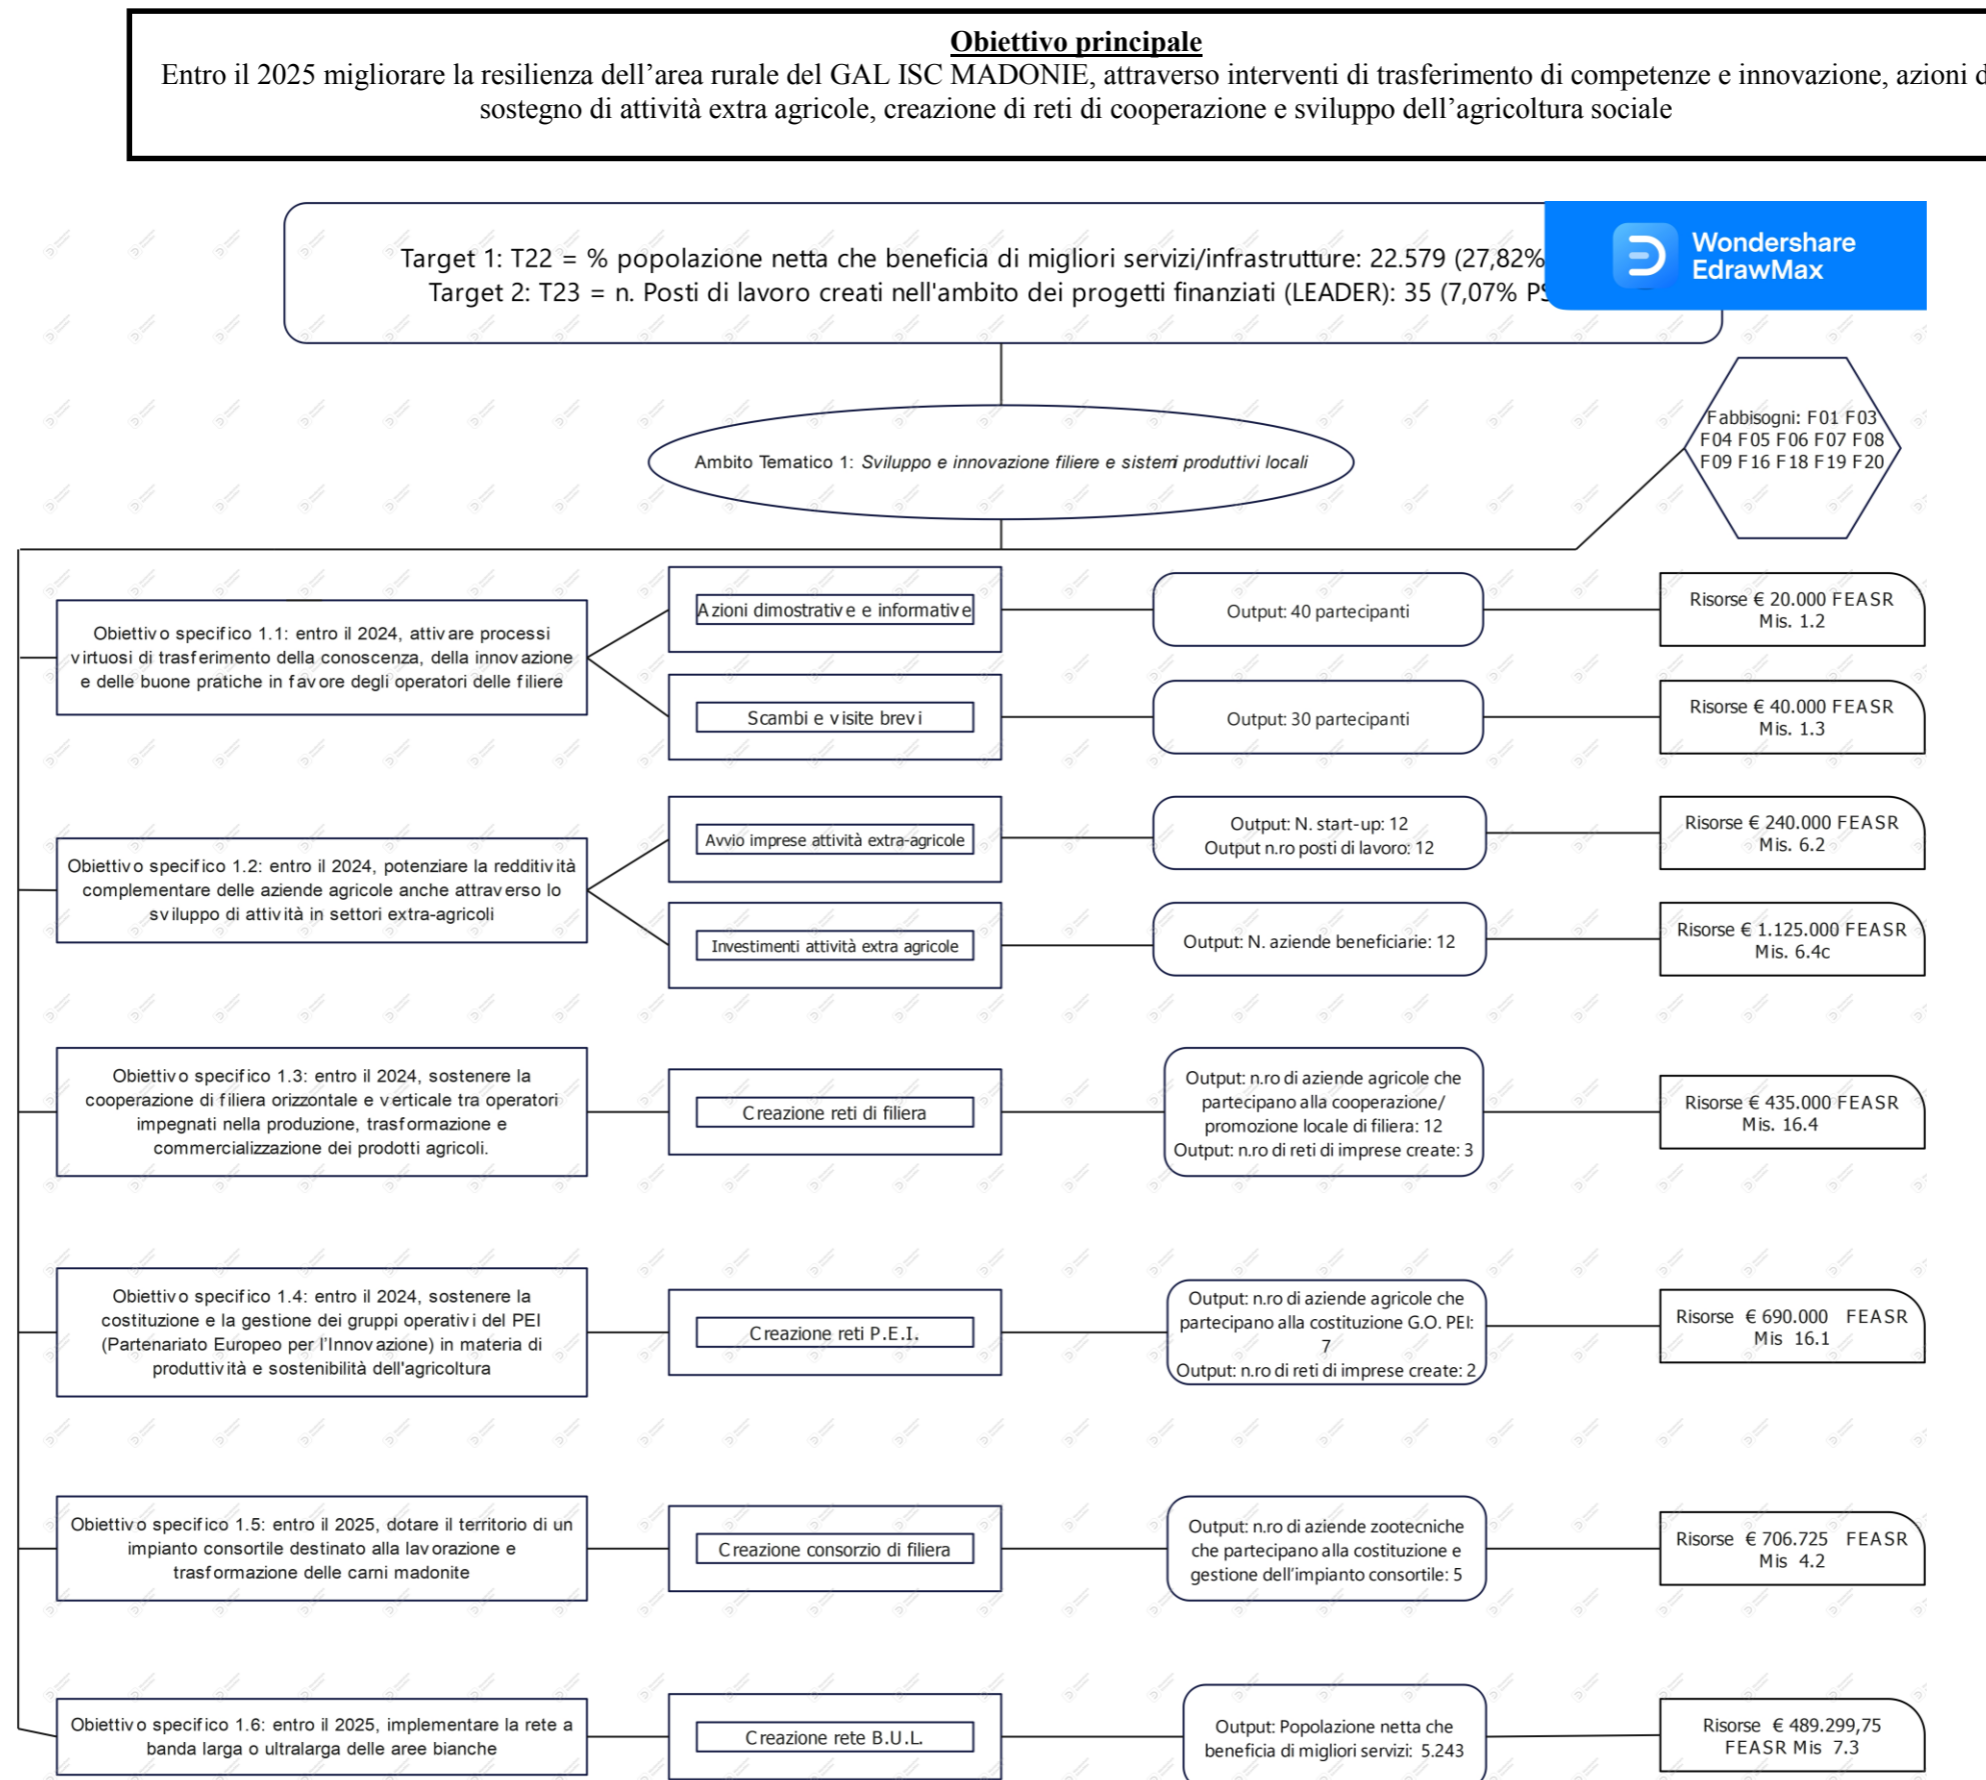 Obiettivo principale
Entro il 2025 migliorare la resilienza dell'area rurale del GAL ISC MADONIE, attraverso interventi di trasferimento di competenze e innovazione, azioni
sostegno di attività extra agricole, creazione di reti di cooperazione e sviluppo dell'agricoltura sociale
Target 1: T22 = % popolazione netta che beneficia di migliori servizi/infrastrutture: 22.579 (27,82%
Target 2: T23 = n. Posti di lavoro creati nell'ambito dei progetti finanziati (LEADER): 35 (7,07%
Wondershare
EdrawMax
Fabbisogni: F01 F03
F04 F05 F06 F07 F08
F09 F16 F18 F19 F20
Ambito Tematico 1: Sviluppo e innovazione filiere e sistemi produttivi locali
Obiettivo specifico 1.1: entro il 2024, attivare processi
virtuosi di trasferimento della conoscenza, della innovazione
e delle buone pratiche in favore degli operatori delle filiere
Azioni dimostrative e informative
Output: 40 partecipanti
Risorse € 20.000 FEASR
Mis. 1.2
Scambi e visite brevi
Output: 30 partecipanti
Risorse € 40.000 FEASR
Mis. 1.3
Obiettivo specifico 1.2: entro il 2024, potenziare la redditività
complementare delle aziende agricole anche attraverso lo
sviluppo di attività in settori extra-agricoli
Avvio imprese attività extra-agricole
Output: N. start-up: 12
Output n.ro posti di lavoro: 12
Risorse € 240.000 FEASR
Mis. 6.2
Investimenti attività extra agricole
Output: N. aziende beneficiarie: 12
Risorse € 1.125.000 FEASR
Mis. 6.4c
Obiettivo specifico 1.3: entro il 2024, sostenere la
cooperazione di filiera orizzontale e verticale tra operatori
impegnati nella produzione, trasformazione e
commercializzazione dei prodotti agricoli.
Creazione reti di filiera
Output: n.ro di aziende agricole che
partecipano alla cooperazione/
promozione locale di filiera: 12
Output: n.ro di reti di imprese create: 3
Risorse € 435.000 FEASR
Mis. 16.4
Obiettivo specifico 1.4: entro il 2024, sostenere la
costituzione e la gestione dei gruppi operativi del PEI
(Partenariato Europeo per l'Innovazione) in materia di
produttività e sostenibilità dell'agricoltura
Creazione reti P.E.I.
Output: n.ro di aziende agricole che
partecipano alla costituzione G.O. PEI:
7
Output: n.ro di reti di imprese create: 2
Risorse € 690.000 FEASR
Mis 16.1
Obiettivo specifico 1.5: entro il 2025, dotare il territorio di un
impianto consortile destinato alla lavorazione e
trasformazione delle carni madonite
Creazione consorzio di filiera
Output: n.ro di aziende zootecniche
che partecipano alla costituzione e
gestione dell'impianto consortile: 5
Risorse € 706.725 FEASR
Mis 4.2
Obiettivo specifico 1.6: entro il 2025, implementare la rete a
banda larga o ultralarga delle aree bianche
Creazione rete B.U.L.
Output: Popolazione netta che
beneficia di migliori servizi: 5.243
Risorse € 489.299,75
FEASR Mis 7.3